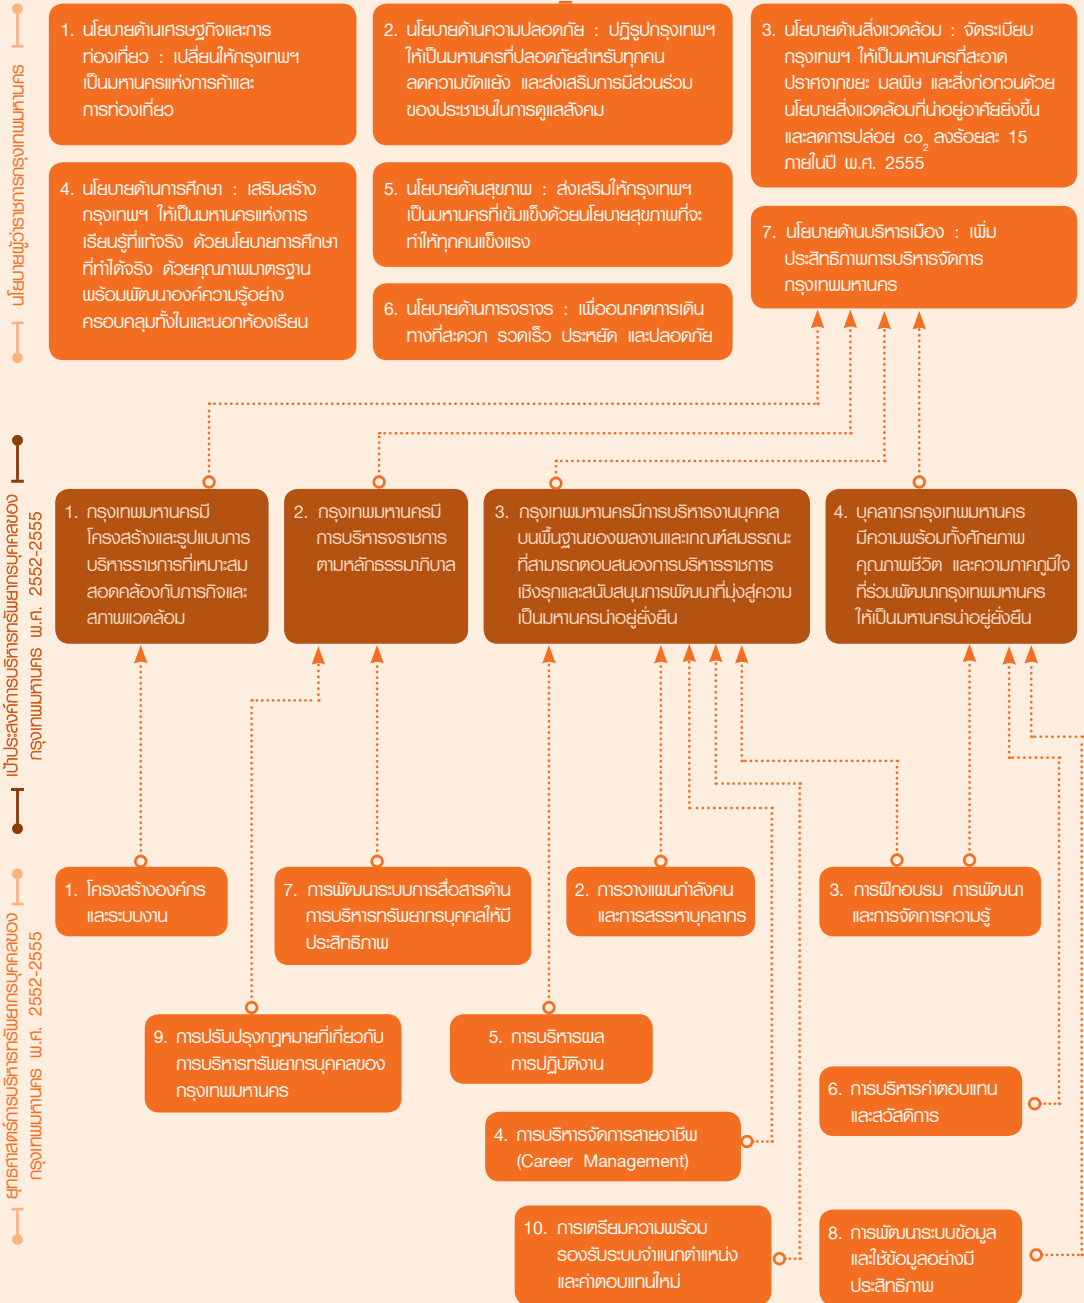 นโยบายผู้ว่าราชการกรุงเทพมหานคร
1. นโยบายด้านเศรษฐกิจและการ
ท่องเที่ยว : เปลี่ยนให้กรุงเทพฯ
เป็นมหานครแห่งการค้าและ
การท่องเที่ยว
2. นโยบายด้านความปลอดภัย : ปฏิรูปกรุงเทพฯ
ให้เป็นมหานครที่ปลอดภัยสำหรับทุกคน
ลดความขัดแย้ง และส่งเสริมการมีส่วนร่วม
ของประชาชนในการดูแลสังคม
3. นโยบายด้านสิ่งแวดล้อม : จัดระเบียบ
กรุงเทพฯ ให้เป็นมหานครที่สะอาด
ปราศจากขยะ มลพิษ และสิ่งก่อกวนด้วย
นโยบายสิ่งแวดล้อมที่น่าอยู่อาศัยยิ่งขึ้น
และลดการปล่อย co2 ลงร้อยละ 15
ภายในปี พ.ศ. 2555
4. นโยบายด้านการศึกษา : เสริมสร้าง
กรุงเทพฯ ให้เป็นมหานครแห่งการ
เรียนรู้ที่แท้จริง ด้วยนโยบายการศึกษา
ที่ทำได้จริง ด้วยคุณภาพมาตรฐาน
พร้อมพัฒนาองค์ความรู้อย่าง
ครอบคลุมทั้งในและนอกห้องเรียน
5. นโยบายด้านสุขภาพ : ส่งเสริมให้กรุงเทพฯ
เป็นมหานครที่เข้มแข็งด้วยนโยบายสุขภาพที่จะ
ทำให้ทุกคนแข็งแรง
6. นโยบายด้านการจราจร : เพื่ออนาคตการเดิน
ทางที่สะดวก รวดเร็ว ประหยัด และปลอดภัย
7. นโยบายด้านบริหารเมือง : เพิ่ม
ประสิทธิภาพการบริหารจัดการ
กรุงเทพมหานคร
เป้าประสงค์การบริหารทรัพยากรบุคคลของ
กรุงเทพมหานคร พ.ศ. 2552-2555
1. กรุงเทพมหานครมี
โครงสร้างและรูปแบบการ
บริหารราชการที่เหมาะสม
สอดคล้องกับภารกิจและ
สภาพแวดล้อม
2. กรุงเทพมหานครมี
การบริหารจราชการ
ตามหลักธรรมาภิบาล
3. กรุงเทพมหานครมีการบริหารงานบุคคล
บนพื้นฐานของผลงานและเกณฑ์สมรรถนะ
ที่สามารถตอบสนองการบริหารราชการ
เชิงรุกและสนับสนุนการพัฒนาที่มุ่งสู่ความ
เป็นมหานครน่าอยู่ยั่งยืน
4. บุคลากรกรุงเทพมหานคร
มีความพร้อมทั้งศักยภาพ
คุณภาพชีวิต และความภาคภูมิใจ
ที่ร่วมพัฒนากรุงเทพมหานคร
ให้เป็นมหานครน่าอยู่ยั่งยืน
ยุทธศาสตร์การบริหารทรัพยากรบุคคลของ
กรุงเทพมหานคร พ.ศ. 2552-2555
1. โครงสร้างองค์กร
และระบบงาน
7. การพัฒนาระบบการสื่อสารด้าน
การบริหารทรัพยากรบุคคลให้มี
ประสิทธิภาพ
2. การวางแผนกำลังคน
และการสรรหาบุคลากร
3. การฝึกอบรม การพัฒนา
และการจัดการความรู้
9. การปรับปรุงกฎหมายที่เกี่ยวกับ
การบริหารทรัพยากรบุคคลของ
กรุงเทพมหานคร
5. การบริหารผล
การปฏิบัติงาน
6. การบริหารค่าตอบแทน
และสวัสดิการ
4. การบริหารจัดการสายอาชีพ
(Career Management)
10. การเตรียมความพร้อม
รองรับระบบจำแนกตำแหน่ง
และค่าตอบแทนใหม่
8. การพัฒนาระบบข้อมูล
และใช้ข้อมูลอย่างมี
ประสิทธิภาพ